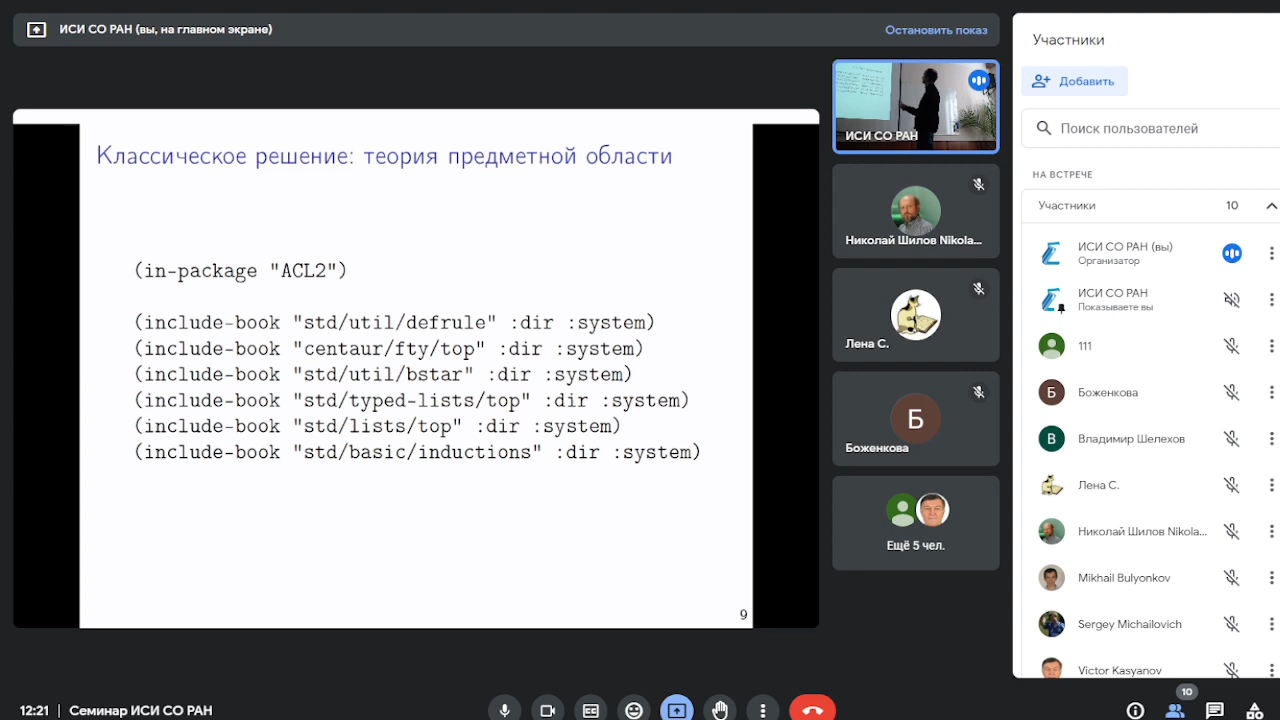 ИСИ СО РАН (вы, на главном экране)
Остановить показ
Классическое решение: теория предметной области
(in-package "ACL2")
(include-book "std/util/defrule" :dir :system)
(include-book "centaur/fty/top" :dir :system)
(include-book "std/util/bstar" :dir :system)
(include-book "std/typed-lists/top" :dir :system)
(include-book "std/lists/top" :dir :system)
(include-book "std/basic/inductions" :dir :system)
9
ИСИ СО РАН
Николай Шилов Nikola...
Лена С.
Б
Боженкова
Ещё 5 чел.
Участники
Добавить
Поиск пользователей
НА ВСТРЕЧЕ
Участники 10
ИСИ СО РАН (вы)
Организатор
ИСИ СО РАН
Показываете вы
111
Б Боженкова
В Владимир Шелехов
Лена С.
Николай Шилов Nikola...
Mikhail Bulyonkov
Sergey Michailovich
Victor Kasyanov
12:21 | Семинар ИСИ СО РАН
10